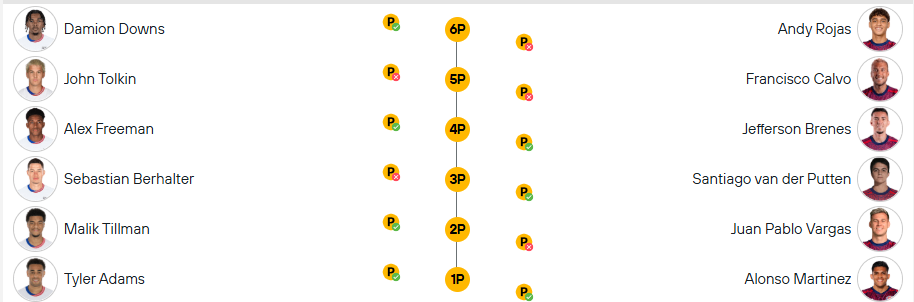 Damion Downs P 6P P Andy Rojas
John Tolkin P 5P P Francisco Calvo
Alex Freeman P 4P P Jefferson Brenes
Sebastian Berhalter P 3P P Santiago van der Putten
Malik Tillman P 2P P Juan Pablo Vargas
Tyler Adams P 1P P Alonso Martinez